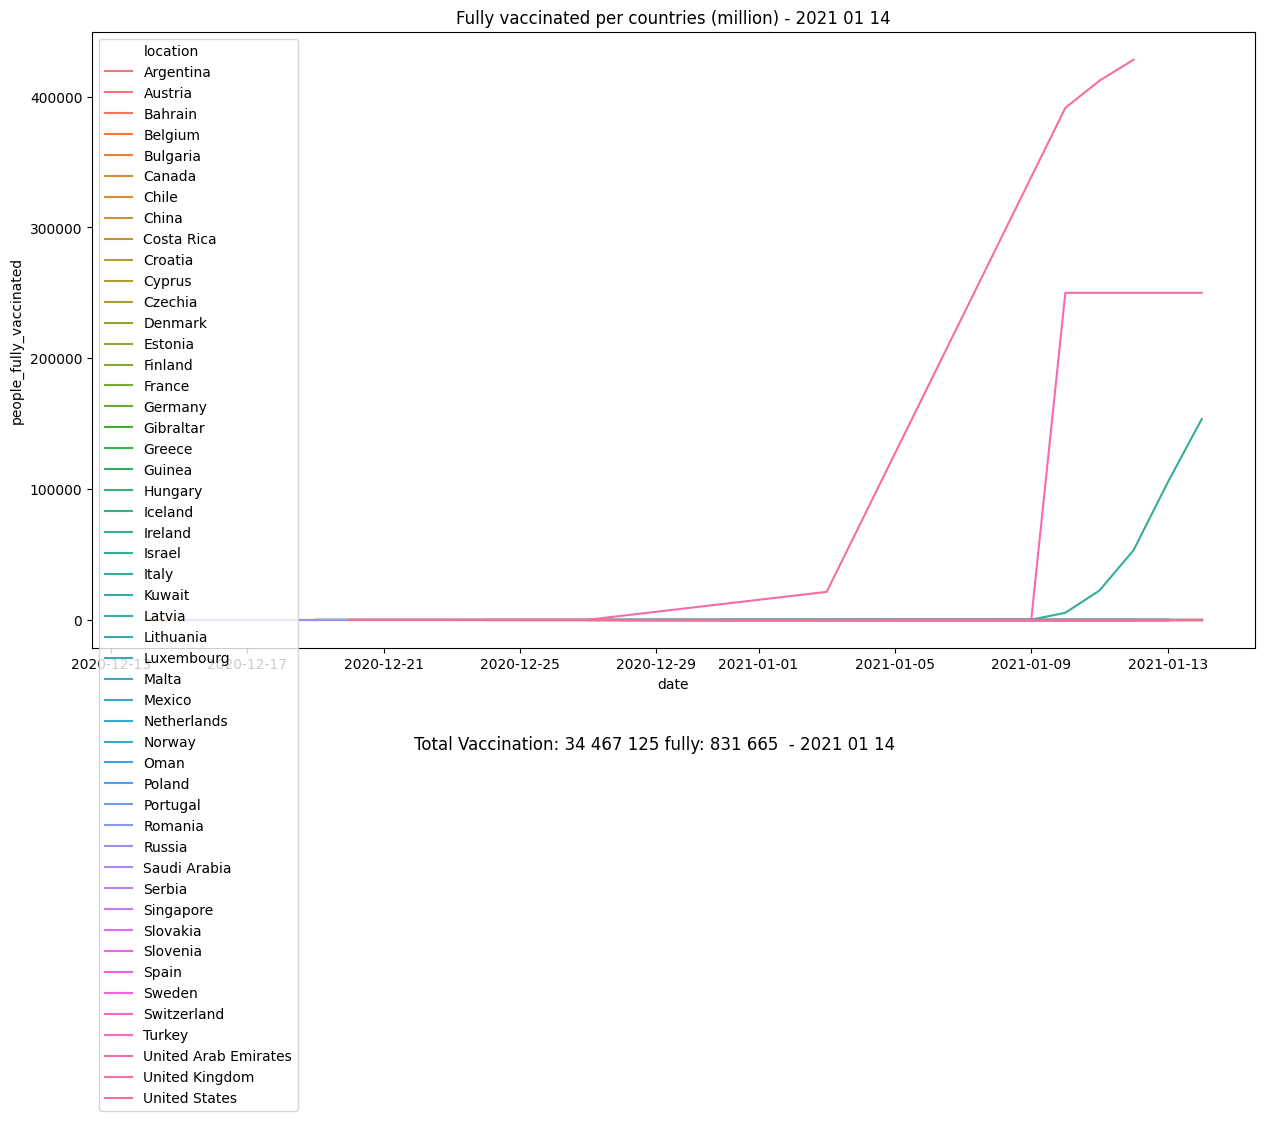 Fully vaccinated per countries (million) - 2021 01 14
people_fully_vaccinated
400000
300000
200000
100000
0
location
Argentina
Austria
Bahrain
Belgium
Bulgaria
Canada
Chile
China
Costa Rica
Croatia
Cyprus
Czechia
Denmark
Estonia
Finland
France
Germany
Gibraltar
Greece
Guinea
Hungary
Iceland
Ireland
Israel
Italy
Kuwait
Latvia
Lithuania
Luxembourg
Malta
Mexico
Netherlands
Norway
Oman
Poland
Portugal
Romania
Russia
Saudi Arabia
Serbia
Singapore
Slovakia
Slovenia
Spain
Sweden
Switzerland
Turkey
United Arab Emirates
United Kingdom
United States
2020-12-13 2020-12-17 2020-12-21 2020-12-25 2020-12-29 2021-01-01 2021-01-05 2021-01-09 2021-01-13
date
Total Vaccination: 34 467 125 fully: 831 665  - 2021 01 14